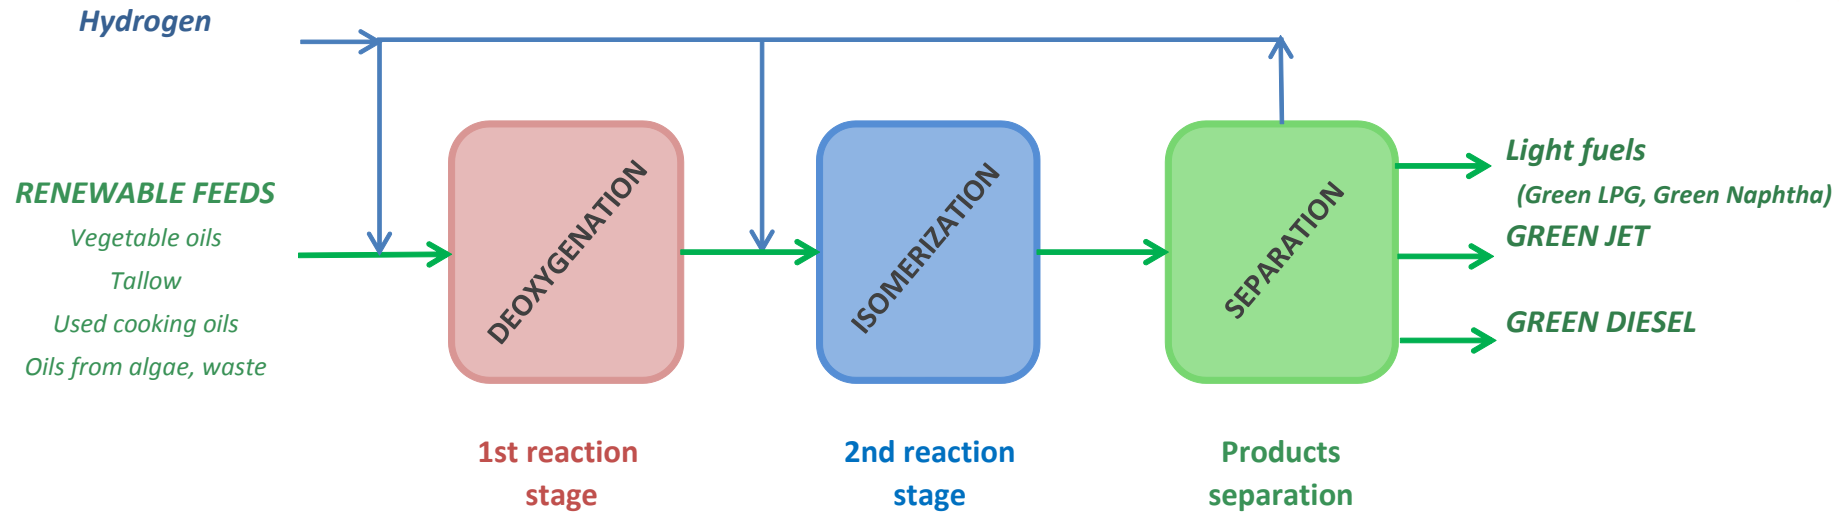 Hydrogen
RENEWABLE FEEDS
Vegetable oils
Tallow
Used cooking oils
Oils from algae, waste
DEOXYGENATION
ISOMERIZATION
SEPARATION
Light fuels
(Green LPG, Green Naphtha)
GREEN JET
GREEN DIESEL
1st reaction
stage
2nd reaction
stage
Products
separation